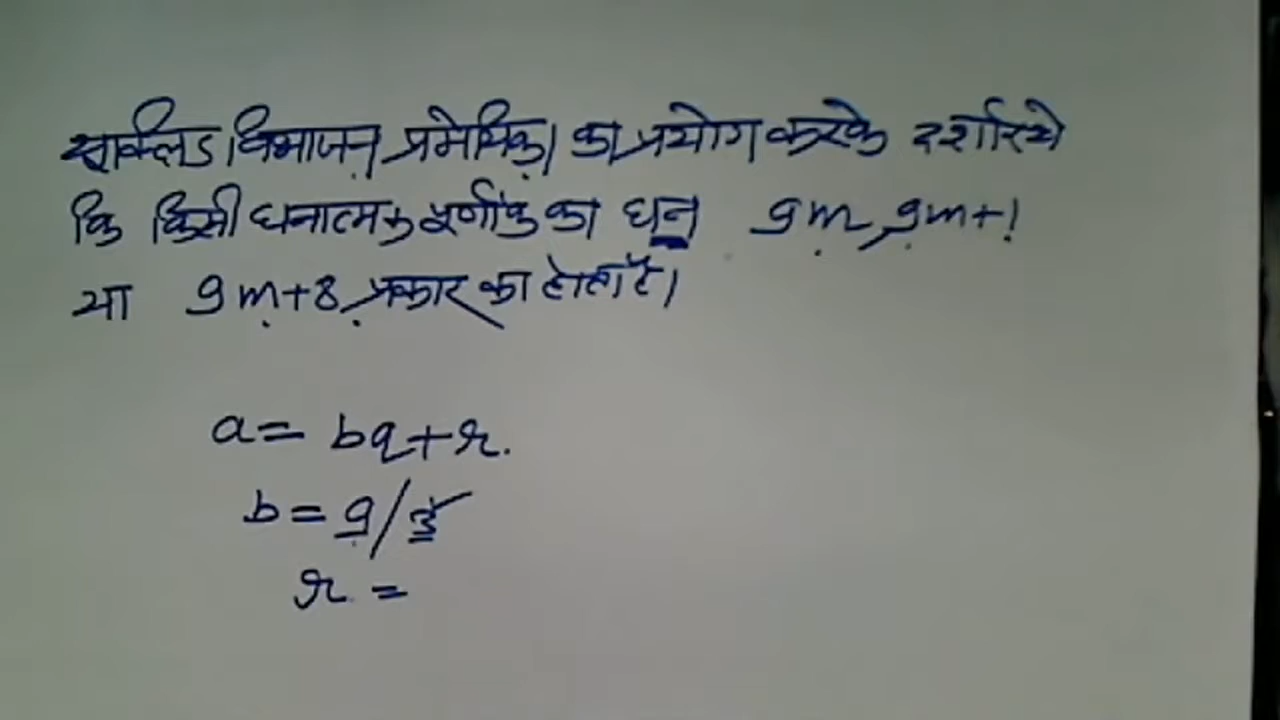 यूक्लिड विभाजन प्रमेयिका का प्रयोग करके दर्शाइये
कि किसी धनात्मक पूर्णांक का घन 9m, 9m+1
या 9m+8 प्रकार का होता है।
a = bq+r.
b = 9/3
r =